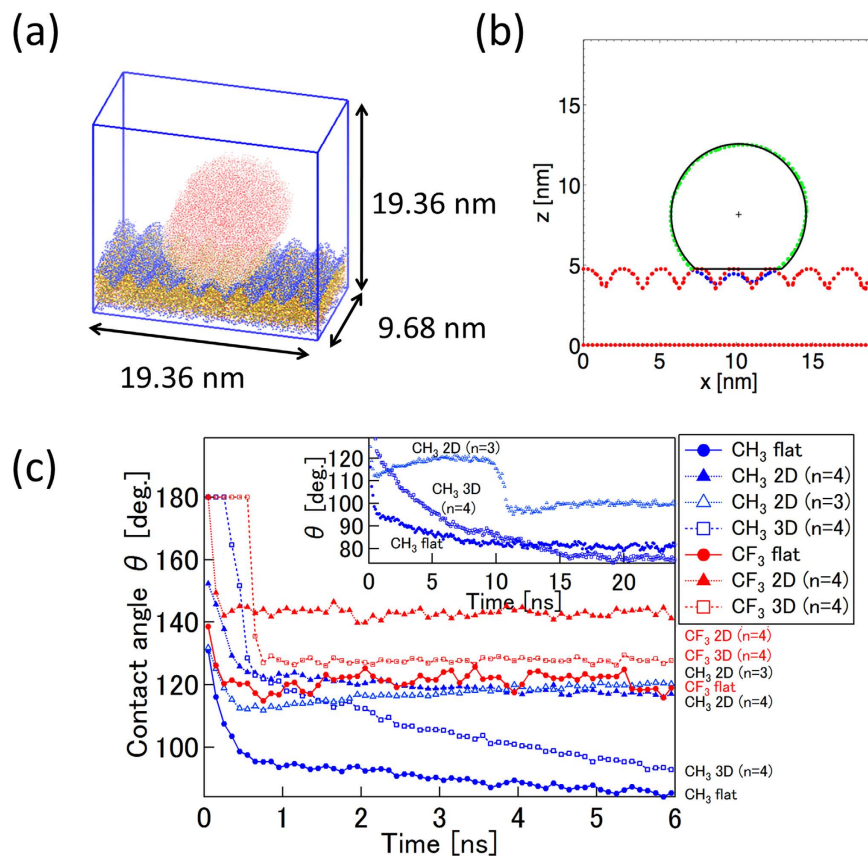 (a)
19.36 nm
9.68 nm
19.36 nm
(b)
z [nm]
15
10
5
0
0 5 10 15
x [nm]
(c)
Contact angle θ [deg.]
180
160
140
120
100
0 1 2 3 4 5 6
Time [ns]
θ [deg.]
120
100
80
0 5 10 15 20
Time [ns]
CH₃ 2D (n=3)
CH₃ 3D
(n=4)
CH₃ flat
CH₃ flat
CH₃ 2D (n=4)
CH₃ 2D (n=3)
CH₃ 3D (n=4)
CF₃ flat
CF₃ 2D (n=4)
CF₃ 3D (n=4)
CF₃ 2D (n=4)
CF₃ 3D (n=4)
CH₃ 2D (n=3)
CF₃ flat
CH₃ 2D (n=4)
CH₃ 3D (n=4)
CH₃ flat